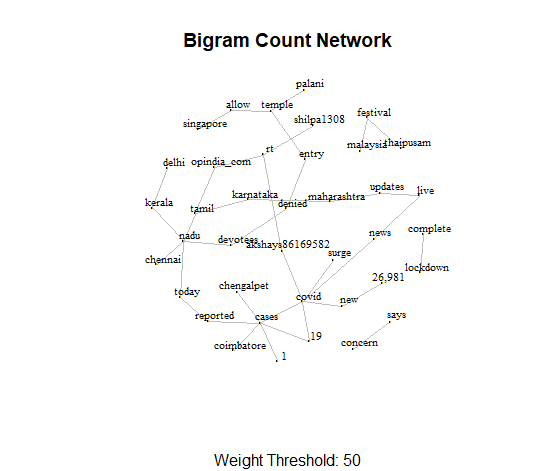 Bigram Count Network
palani
allow
temple
festival
shilpa1308
singapore
malaysia
thaipusam
rt
entry
delhi
opindia_com
updates
live
karnataka
maharashtra
kerala
tamil
denied
complete
nadu
devotees
news
akshays86169582
surge
chennai
lockdown
26,981
today
chengalpet
covid
new
reported
cases
says
19
coimbatore
concern
1
Weight Threshold: 50